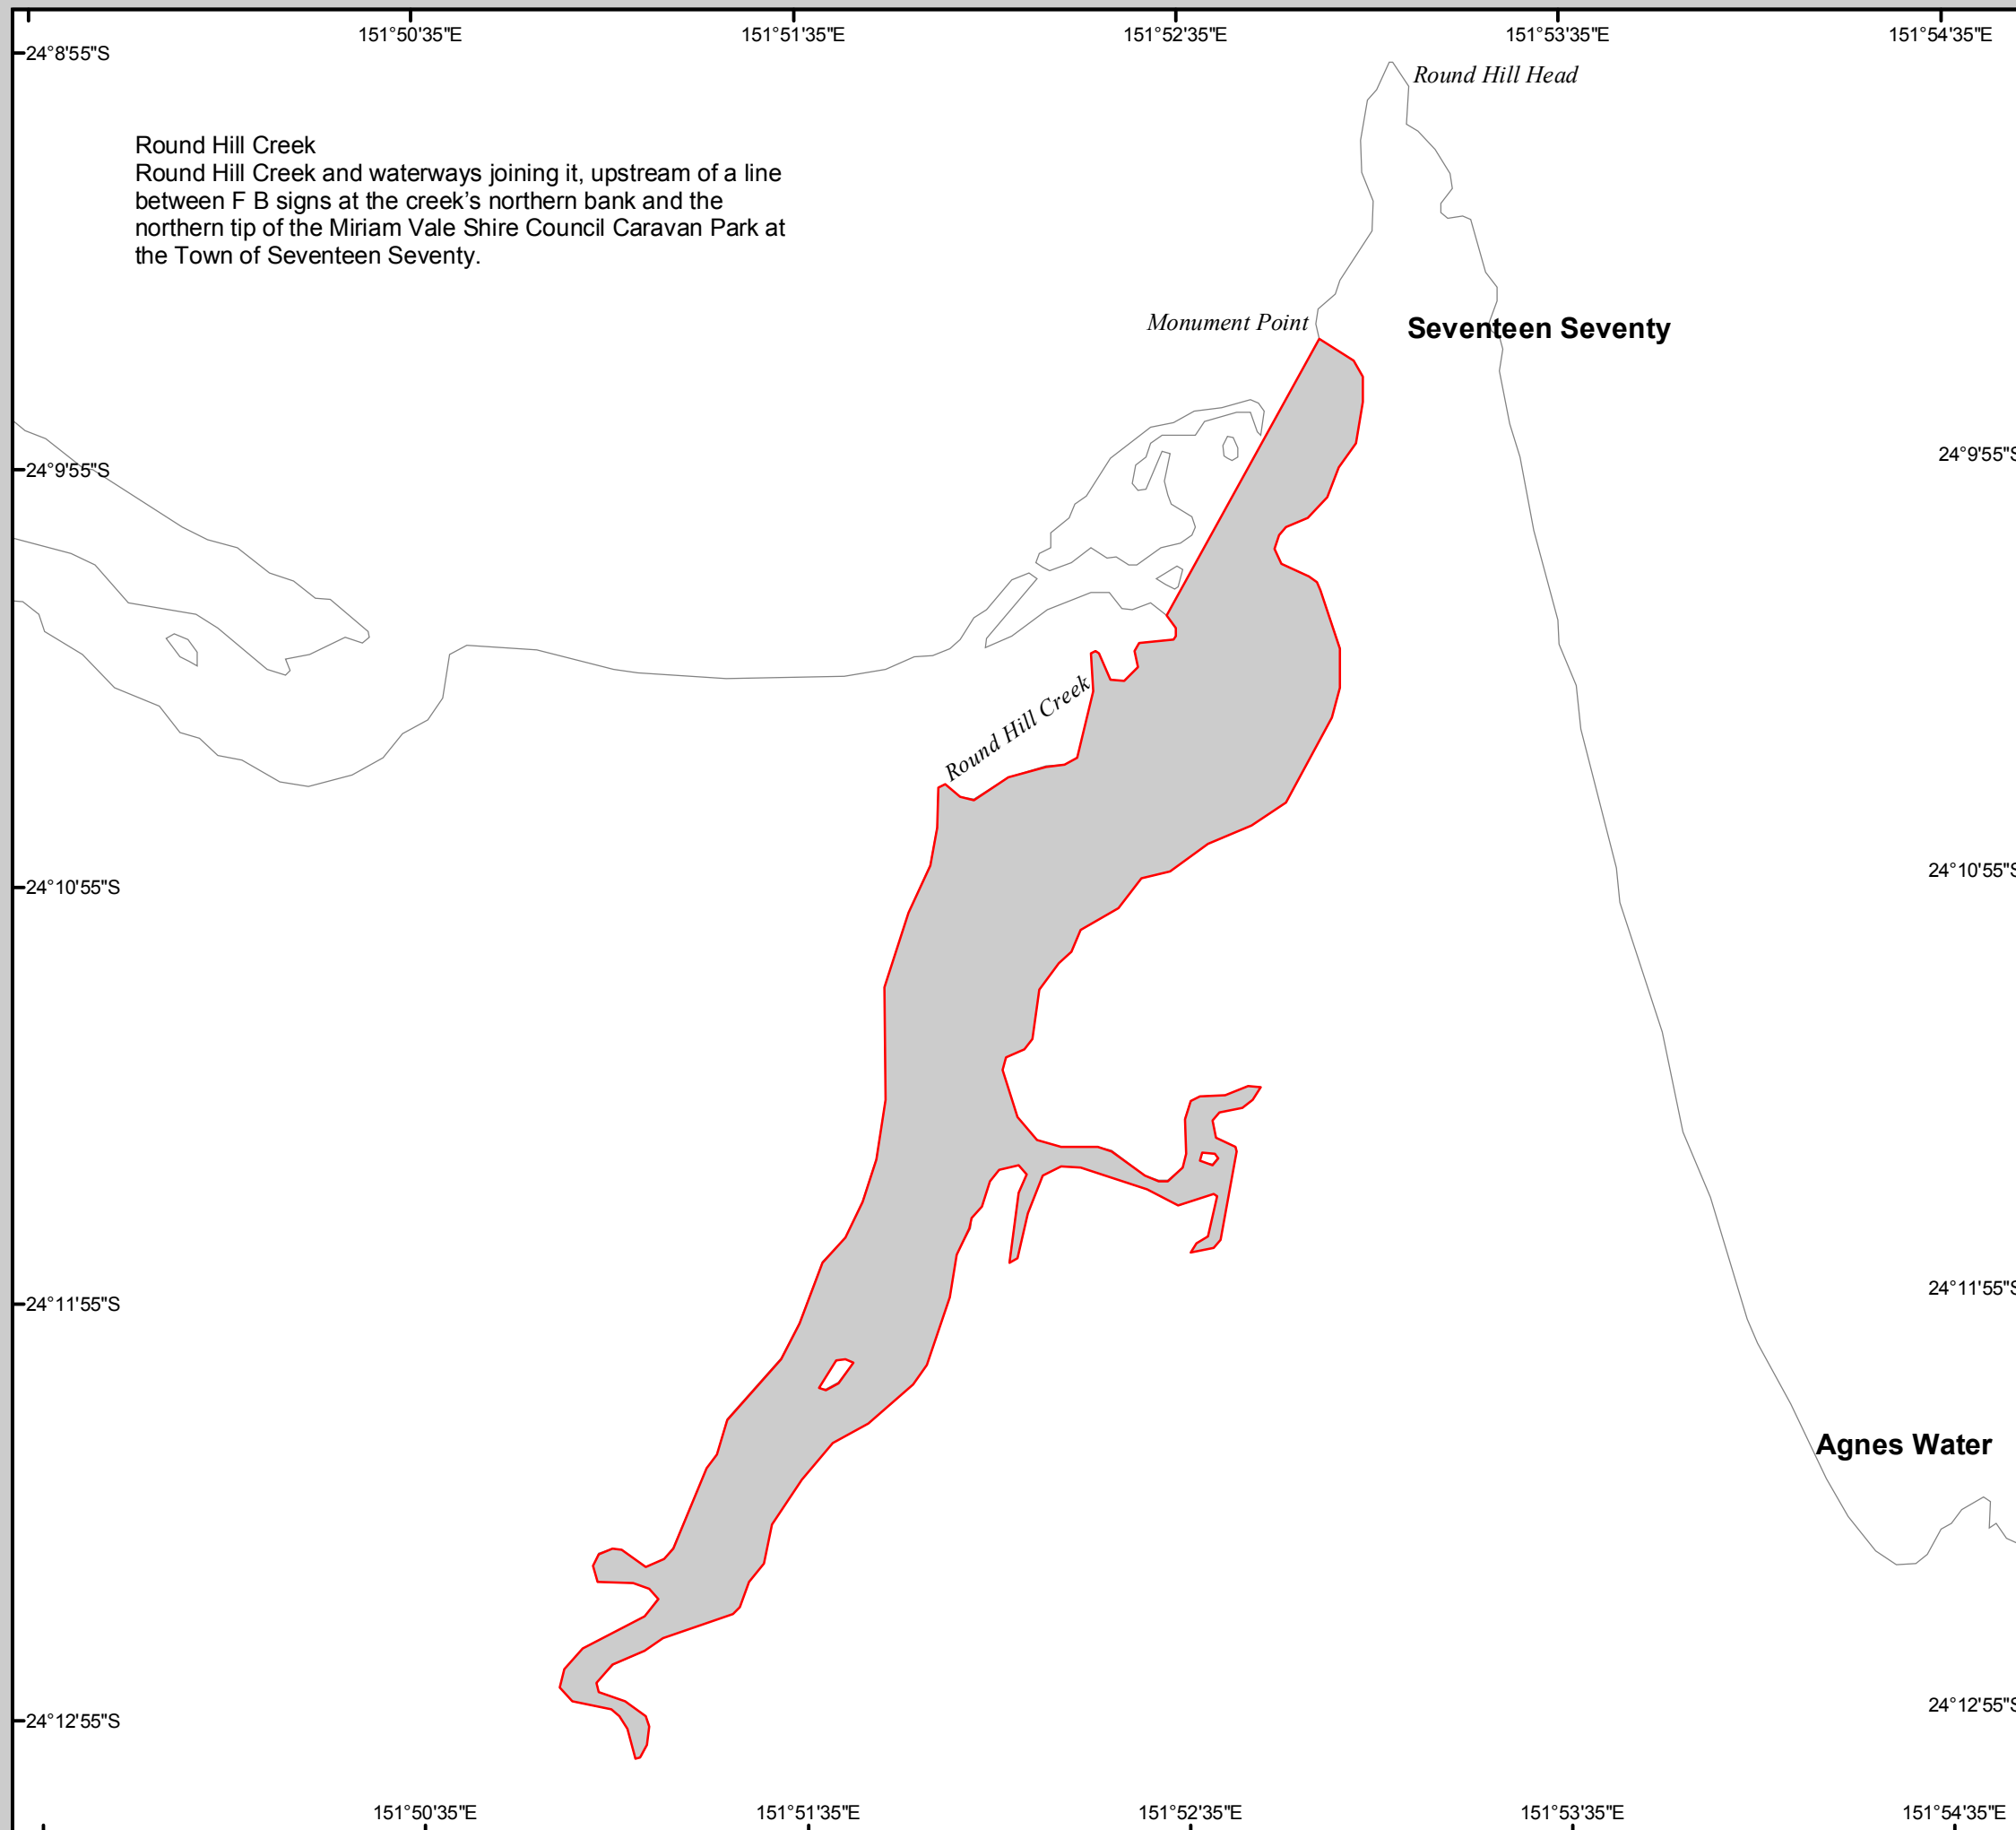 151°50'35"E 151°51'35"E 151°52'35"E 151°53'35"E 151°54'35"E
24°8'55"S
Round Hill Head
Round Hill Creek
Round Hill Creek and waterways joining it, upstream of a line
between F B signs at the creek’s northern bank and the
northern tip of the Miriam Vale Shire Council Caravan Park at
the Town of Seventeen Seventy.
Monument Point
Seventeen Seventy
24°9'55"S 24°9'55"S
Round Hill Creek
24°10'55"S 24°10'55"S
24°11'55"S 24°11'55"S
Agnes Water
24°12'55"S 24°12'55"S
151°50'35"E 151°51'35"E 151°52'35"E 151°53'35"E 151°54'35"E